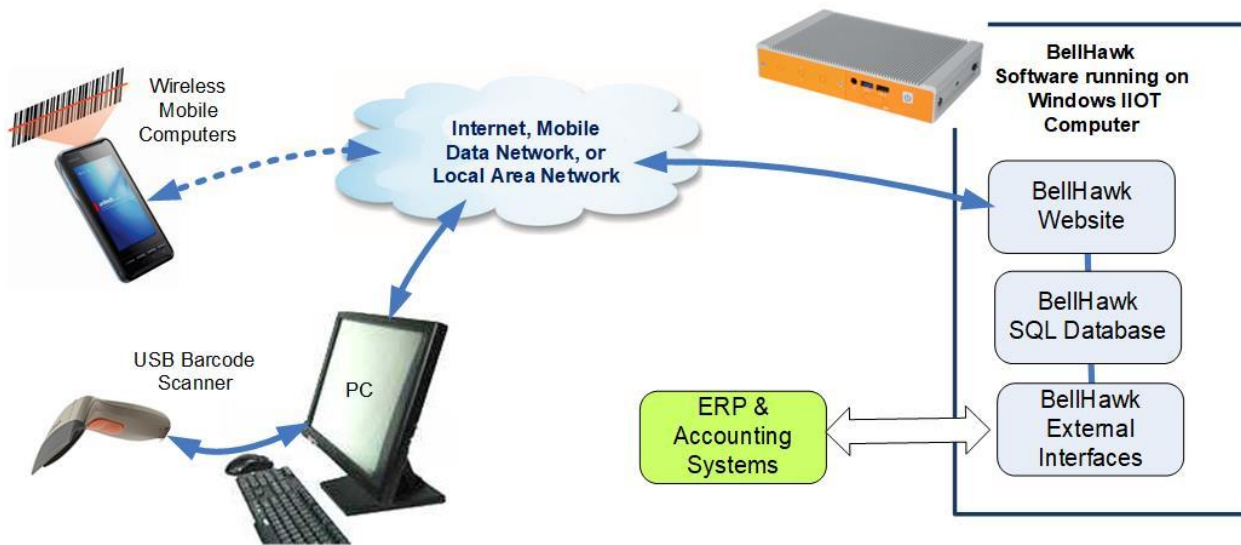 Wireless
Mobile
Computers
Internet, Mobile
Data Network, or
Local Area Network
BellHawk
Software running on
Windows IIOT
Computer
BellHawk
Website
BellHawk
SQL Database
BellHawk
External
Interfaces
ERP &
Accounting
Systems
USB Barcode
Scanner
PC